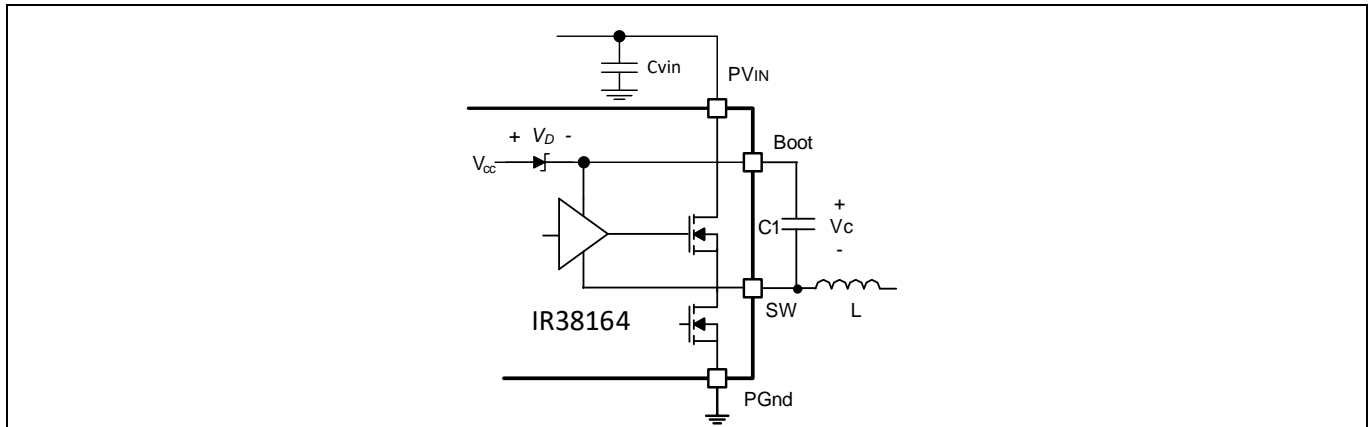 Cvin
PVIN
+ VD -
Boot
Vcc
+
C1
Vc
-
SW
L
IR38164
PGnd